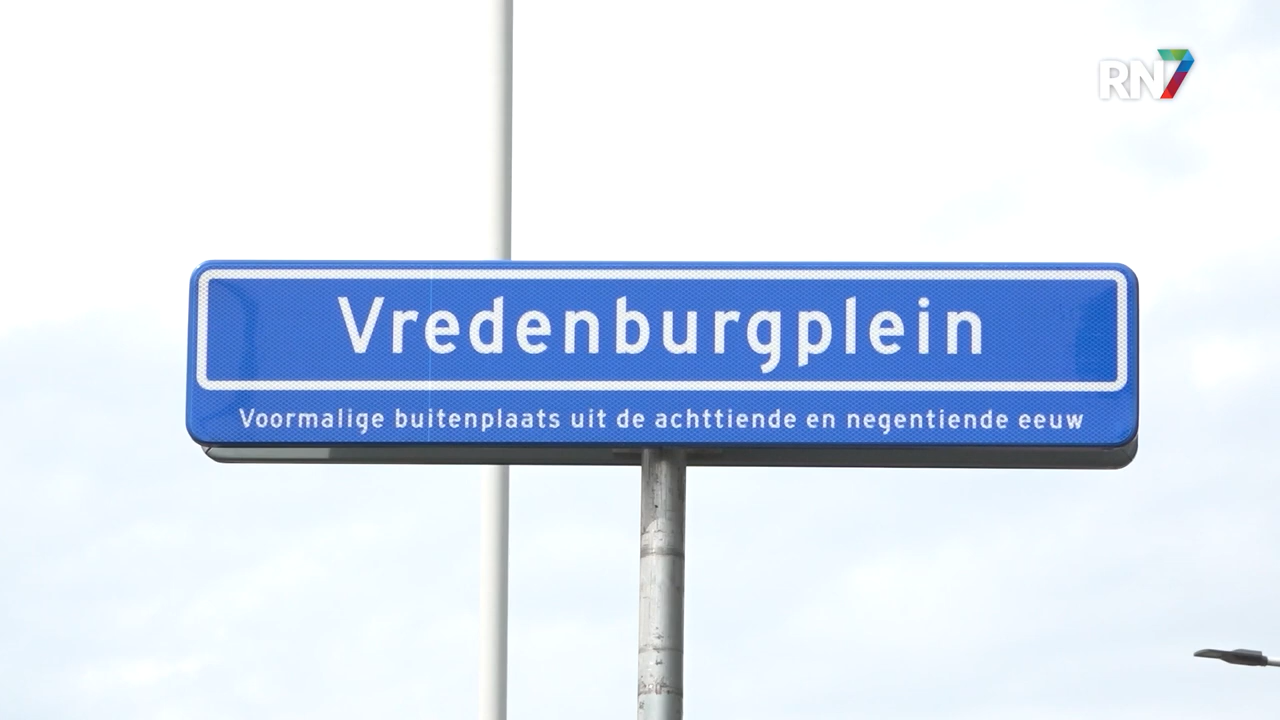 RN7
Vredenburgplein
Voormalige buitenplaats uit de achttiende en negentiende eeuw